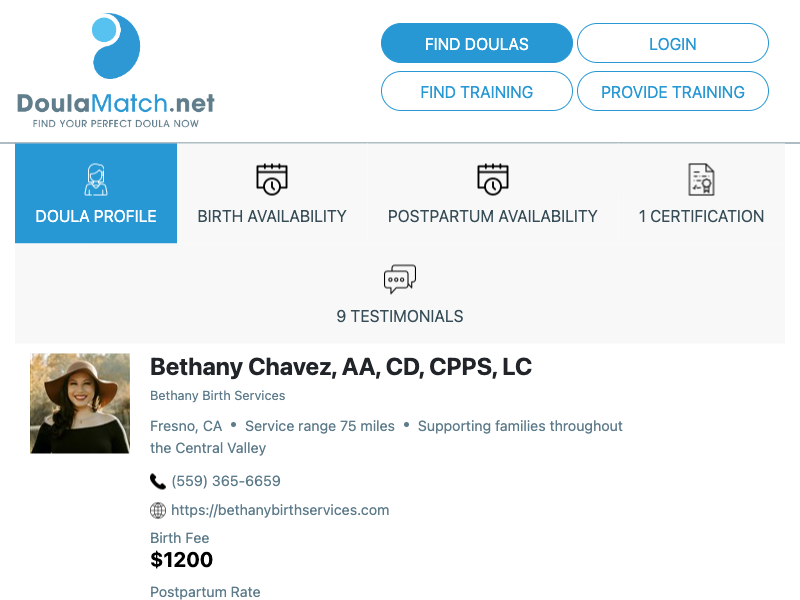 DoulaMatch.net
FIND YOUR PERFECT DOULA NOW
FIND DOULAS
LOGIN
FIND TRAINING
PROVIDE TRAINING
DOULA PROFILE
BIRTH AVAILABILITY
POSTPARTUM AVAILABILITY
1 CERTIFICATION
9 TESTIMONIALS
Bethany Chavez, AA, CD, CPPS, LC
Bethany Birth Services
Fresno, CA • Service range 75 miles • Supporting families throughout
the Central Valley
(559) 365-6659
https://bethanybirthservices.com
Birth Fee
$1200
Postpartum Rate